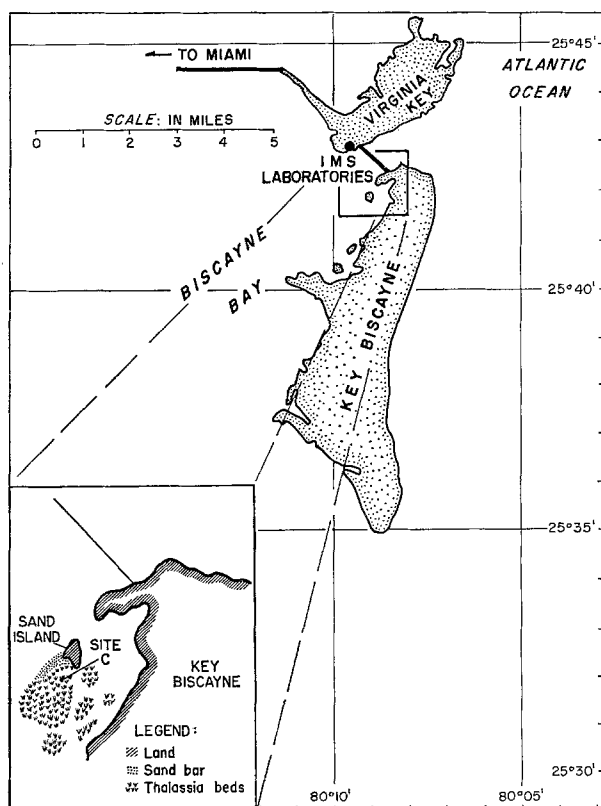 25°45'
← TO MIAMI
ATLANTIC
OCEAN
VIRGINIA
KEY
SCALE: IN MILES
0 1 2 3 4 5
IMS
LABORATORIES
BISCAYNE
BAY
25°40'
KEY BISCAYNE
25°35'
SAND
ISLAND
SITE
C
KEY
BISCAYNE
LEGEND:
Land
Sand bar
Thalassia beds
25°30'
80°10' 80°05'